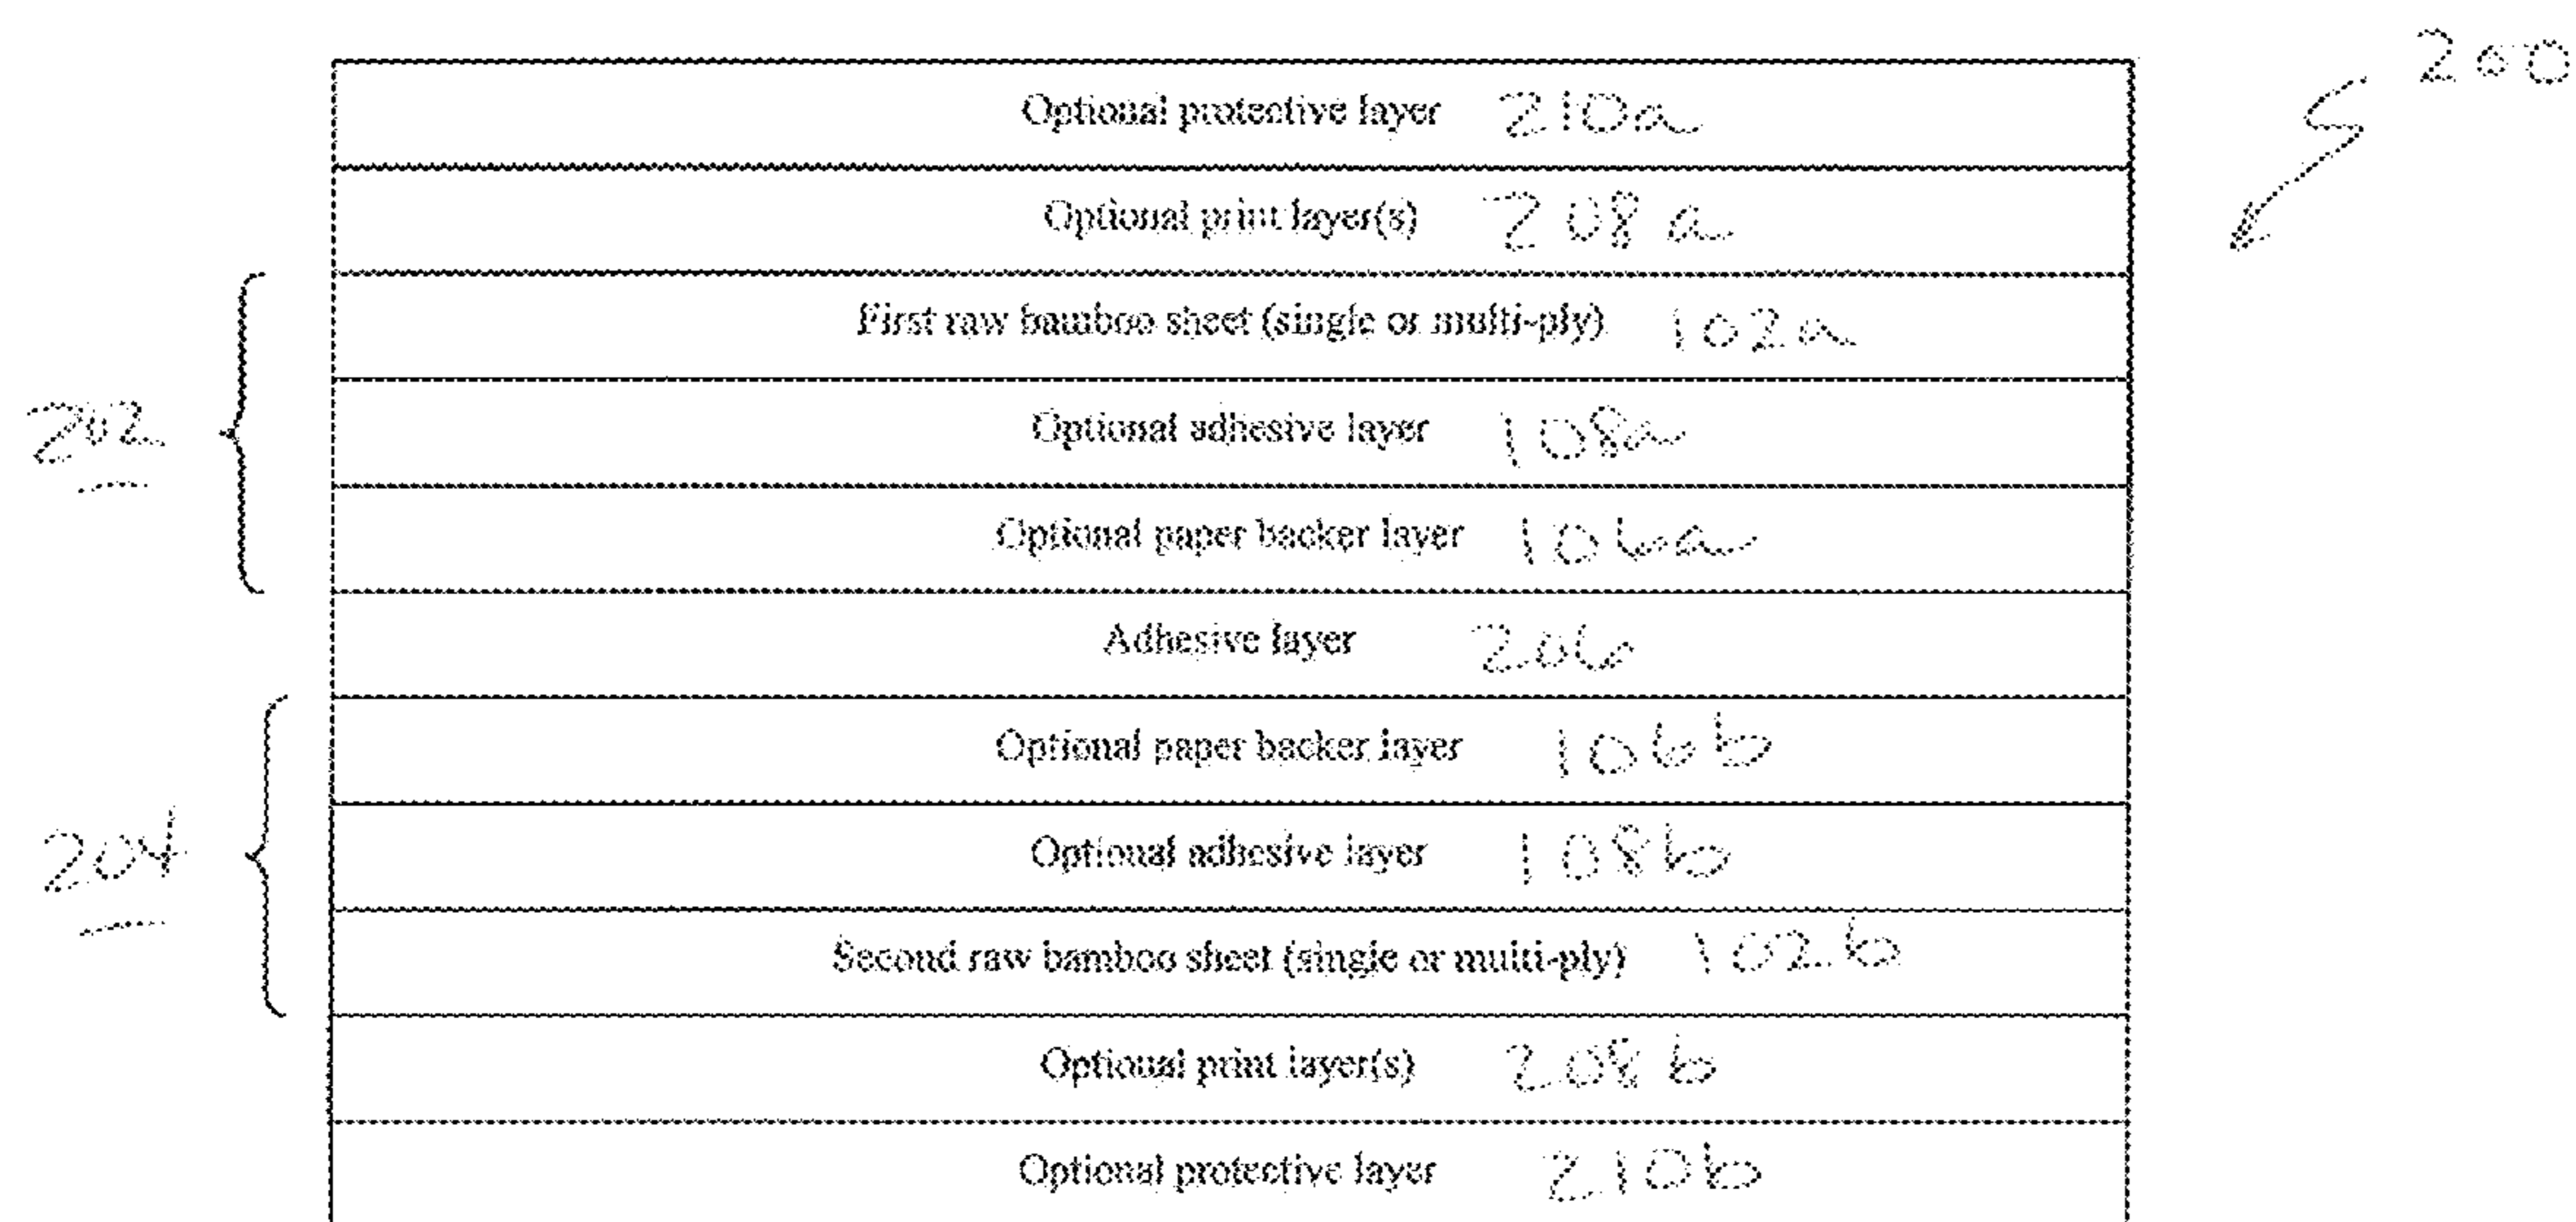 200
Optional protective layer 210a
Optional print layer(s) 208a
First raw bamboo sheet (single or multi-ply) 102a
202
Optional adhesive layer 108a
Optional paper backer layer 106a
Adhesive layer 206
Optional paper backer layer 106b
204
Optional adhesive layer 108b
Second raw bamboo sheet (single or multi-ply) 102b
Optional print layer(s) 208b
Optional protective layer 210b